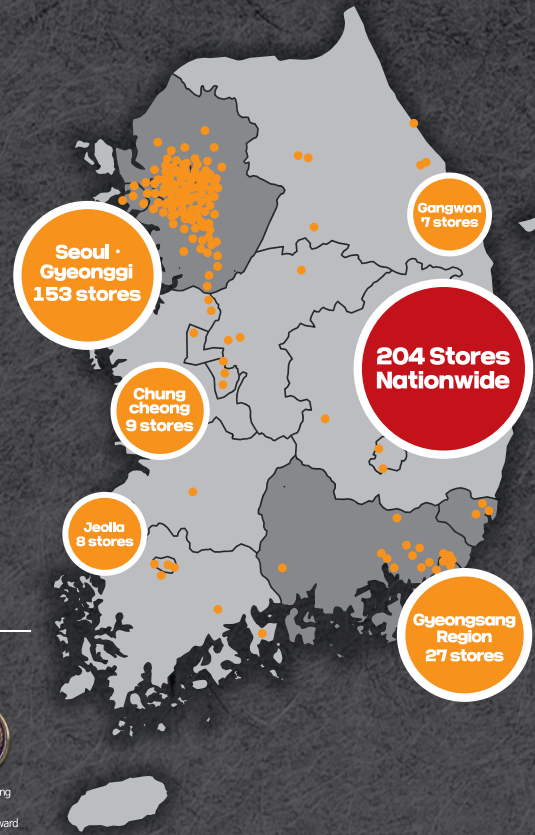 Gangwon
7 stores
Seoul ·
Gyeonggi
153 stores
204 Stores
Nationwide
Chung
cheong
9 stores
Jeolla
8 stores
Gyeongsang
Region
27 stores